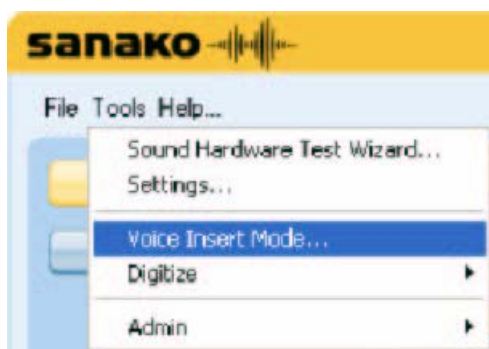 sanako
File Tools Help...
Sound Hardware Test Wizard...
Settings...
Voice Insert Mode...
Digitize
Admin